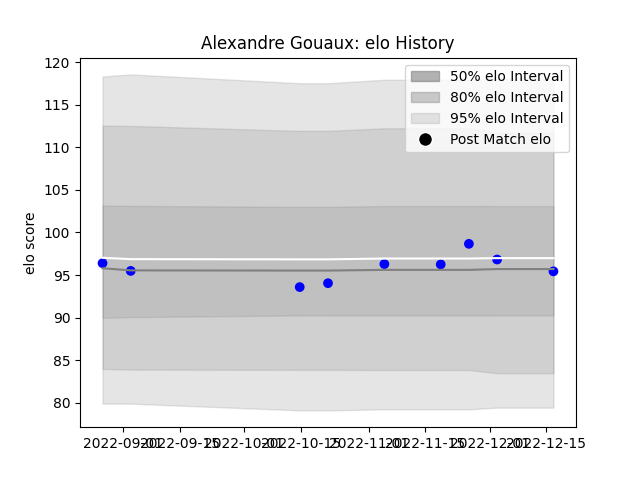 Alexandre Gouaux: elo History
120
115
110
105
100
95
90
85
80
elo score
50% elo Interval
80% elo Interval
95% elo Interval
Post Match elo
2022-09-01 2022-09-15 2022-10-01 2022-10-15 2022-11-01 2022-11-15 2022-12-01 2022-12-15